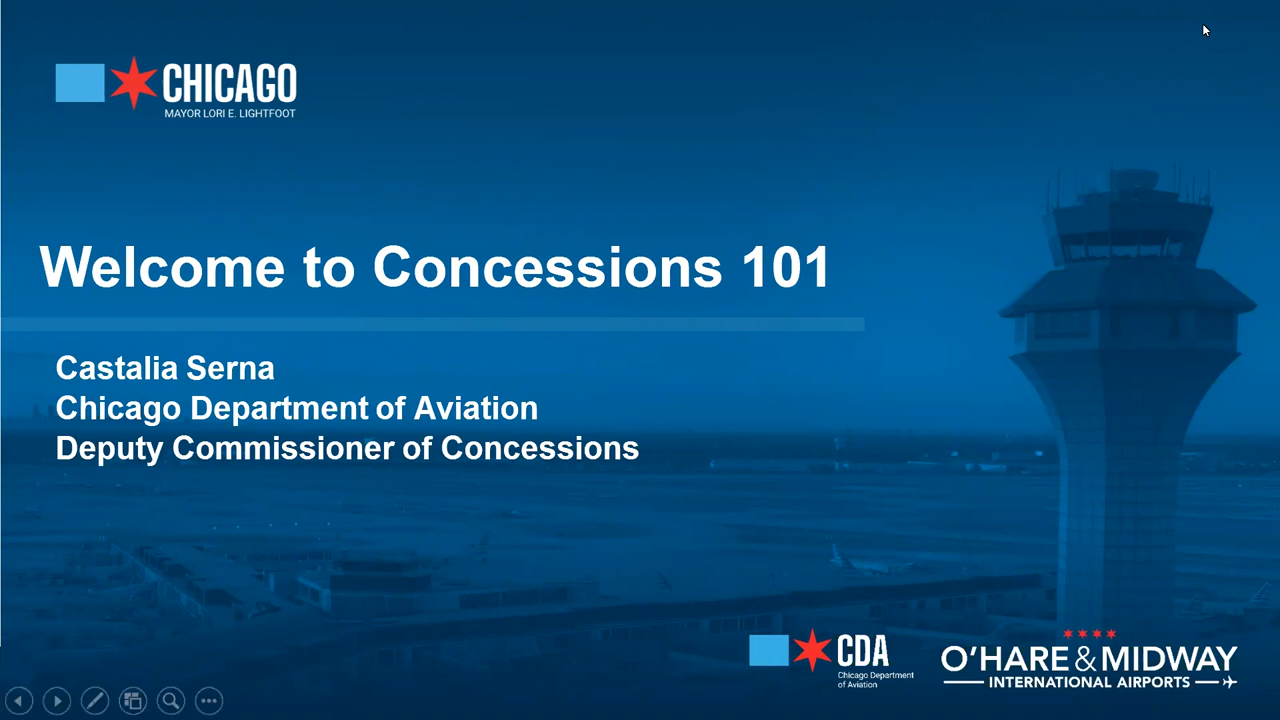 CHICAGO
MAYOR LORI E. LIGHTFOOT
Welcome to Concessions 101
Castalia Serna
Chicago Department of Aviation
Deputy Commissioner of Concessions
CDA
Chicago Department
of Aviation
O'HARE & MIDWAY
INTERNATIONAL AIRPORTS